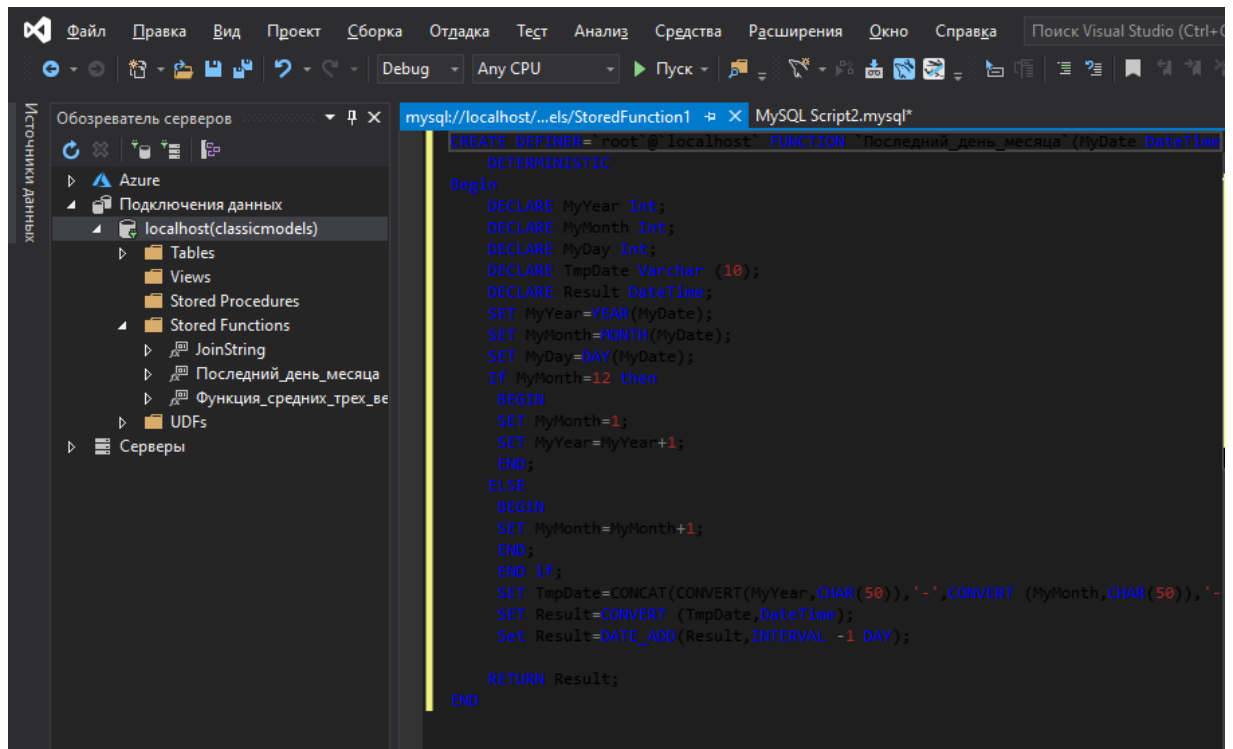 Файл Правка Вид Проект Сборка Отладка Тест Анализ Средства Расширения Окно Справка Поиск Visual Studio (Ctrl+
Debug Any CPU Пуск
Источники данных
Обозреватель серверов
Azure
Подключения данных
localhost(classicmodels)
Tables
Views
Stored Procedures
Stored Functions
JoinString
Последний_день_месяца
Функция_средних_трех_ве
UDFs
Серверы
mysql://localhost/...els/StoredFunction1 MySQL Script2.mysql*
CREATE DEFINER=`root`@`localhost` FUNCTION `Последний_день_месяца`(MyDate DateTime
DETERMINISTIC
Begin
DECLARE MyYear Int;
DECLARE MyMonth Int;
DECLARE MyDay Int;
DECLARE TmpDate Varchar (10);
DECLARE Result DateTime;
SET MyYear=YEAR(MyDate);
SET MyMonth=MONTH(MyDate);
SET MyDay=DAY(MyDate);
If MyMonth=12 then
BEGIN
SET MyMonth=1;
SET MyYear=MyYear+1;
END;
ELSE
BEGIN
SET MyMonth=MyMonth+1;
END;
END if;
SET TmpDate=CONCAT(CONVERT(MyYear,CHAR(50)),'-',CONVERT (MyMonth,CHAR(50)),'-
SET Result=CONVERT (TmpDate,DateTime);
Set Result=DATE_ADD(Result,INTERVAL -1 DAY);
RETURN Result;
END